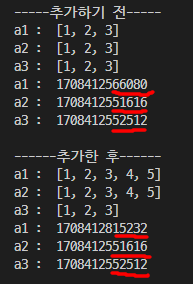 ------추가하기 전-----
a1 :  [1, 2, 3]
a2 :  [1, 2, 3]
a3 :  [1, 2, 3]
a1 :  1708412566080
a2 :  1708412551616
a3 :  1708412552512

------추가한 후------
a1 :  [1, 2, 3, 4, 5]
a2 :  [1, 2, 3, 4, 5]
a3 :  [1, 2, 3]
a1 :  1708412815232
a2 :  1708412551616
a3 :  1708412552512